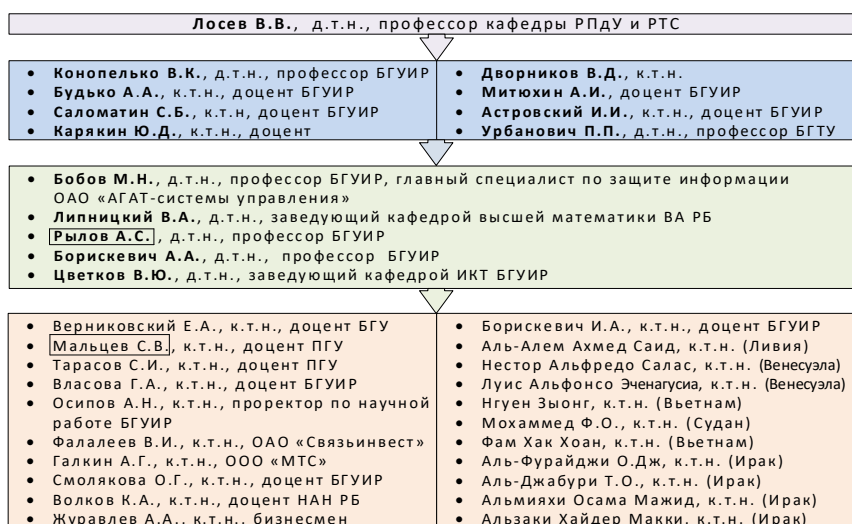 Лосев В.В., д.т.н., профессор кафедры РПдУ и РТС
• Конопелько В.К., д.т.н., профессор БГУИР
• Будько А.А., к.т.н., доцент БГУИР
• Саломатин С.Б., к.т.н, доцент БГУИР
• Карякин Ю.Д., к.т.н., доцент
• Дворников В.Д., к.т.н.
• Митюхин А.И., доцент БГУИР
• Астровский И.И., к.т.н., доцент БГУИР
• Урбанович П.П., д.т.н., профессор БГТУ
• Бобов М.Н., д.т.н., профессор БГУИР, главный специалист по защите информации
ОАО «АГАТ-системы управления»
• Липницкий В.А., д.т.н., заведующий кафедрой высшей математики ВА РБ
• Рылов А.С., д.т.н., профессор БГУИР
• Борискевич А.А., д.т.н., профессор БГУИР
• Цветков В.Ю., д.т.н., заведующий кафедрой ИКТ БГУИР
• Верниковский Е.А., к.т.н., доцент БГУ
• Мальцев С.В., к.т.н., доцент ПГУ
• Тарасов С.И., к.т.н., доцент ПГУ
• Власова Г.А., к.т.н., доцент БГУИР
• Осипов А.Н., к.т.н., проректор по научной
работе БГУИР
• Фалалеев В.И., к.т.н., ОАО «Связьинвест»
• Галкин А.Г., к.т.н., ООО «МТС»
• Смолякова О.Г., к.т.н., доцент БГУИР
• Волков К.А., к.т.н., доцент НАН РБ
• Журавлев А.А., к.т.н., бизнесмен
• Борискевич И.А., к.т.н., доцент БГУИР
• Аль-Алем Ахмед Саид, к.т.н. (Ливия)
• Нестор Альфредо Салас, к.т.н. (Венесуэла)
• Луис Альфонсо Эченагусиа, к.т.н. (Венесуэла)
• Нгуен Зыонг, к.т.н. (Вьетнам)
• Мохаммед Ф.О., к.т.н. (Судан)
• Фам Хак Хоан, к.т.н. (Вьетнам)
• Аль-Фурайджи О.Дж, к.т.н. (Ирак)
• Аль-Джабури Т.О., к.т.н. (Ирак)
• Альмияхи Осама Мажид, к.т.н. (Ирак)
• Альзаки Хайдер Макки, к.т.н. (Ирак)